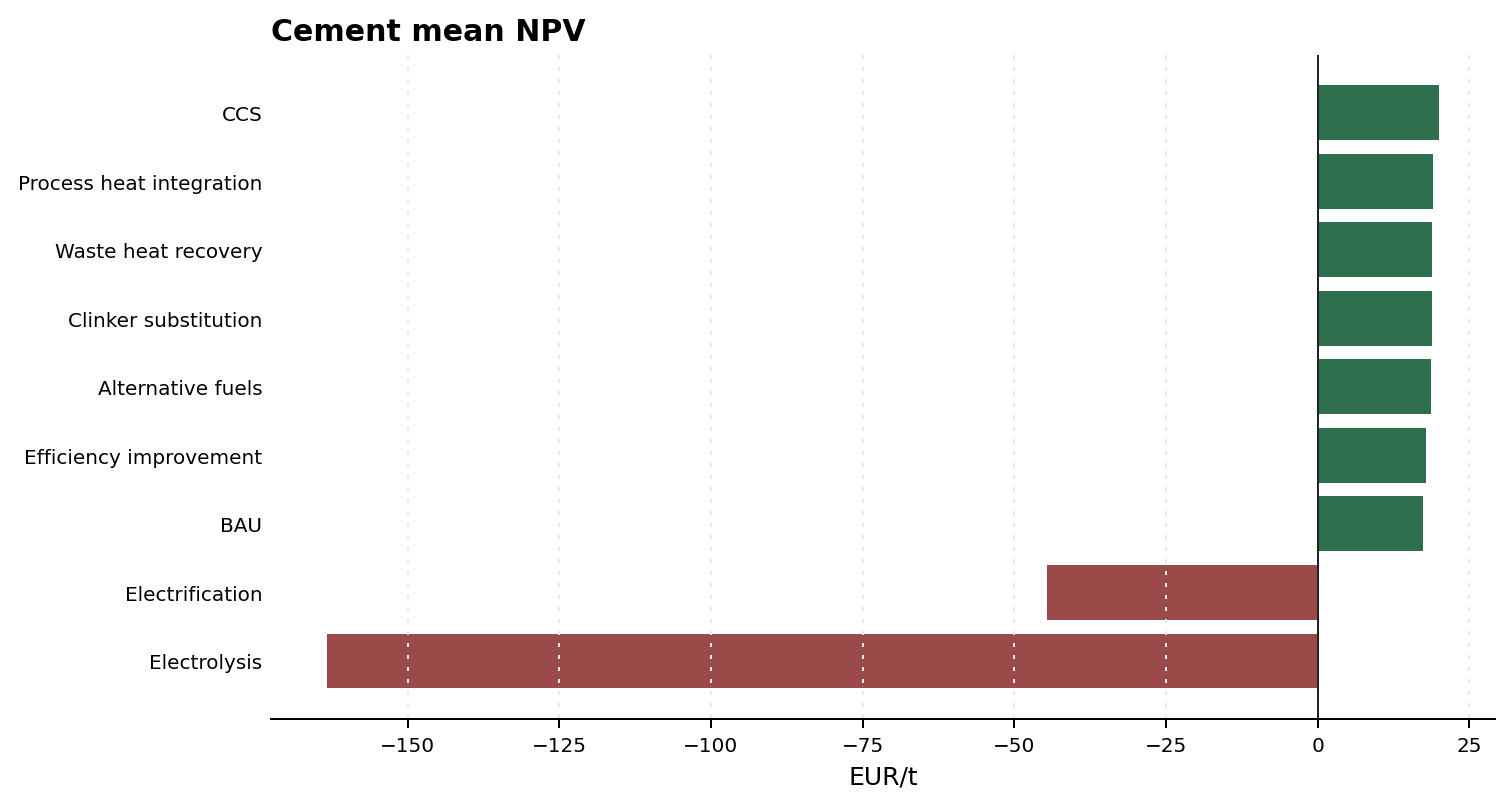 Cement mean NPV
CCS
Process heat integration
Waste heat recovery
Clinker substitution
Alternative fuels
Efficiency improvement
BAU
Electrification
Electrolysis
−150 −125 −100 −75 −50 −25 0 25
EUR/t